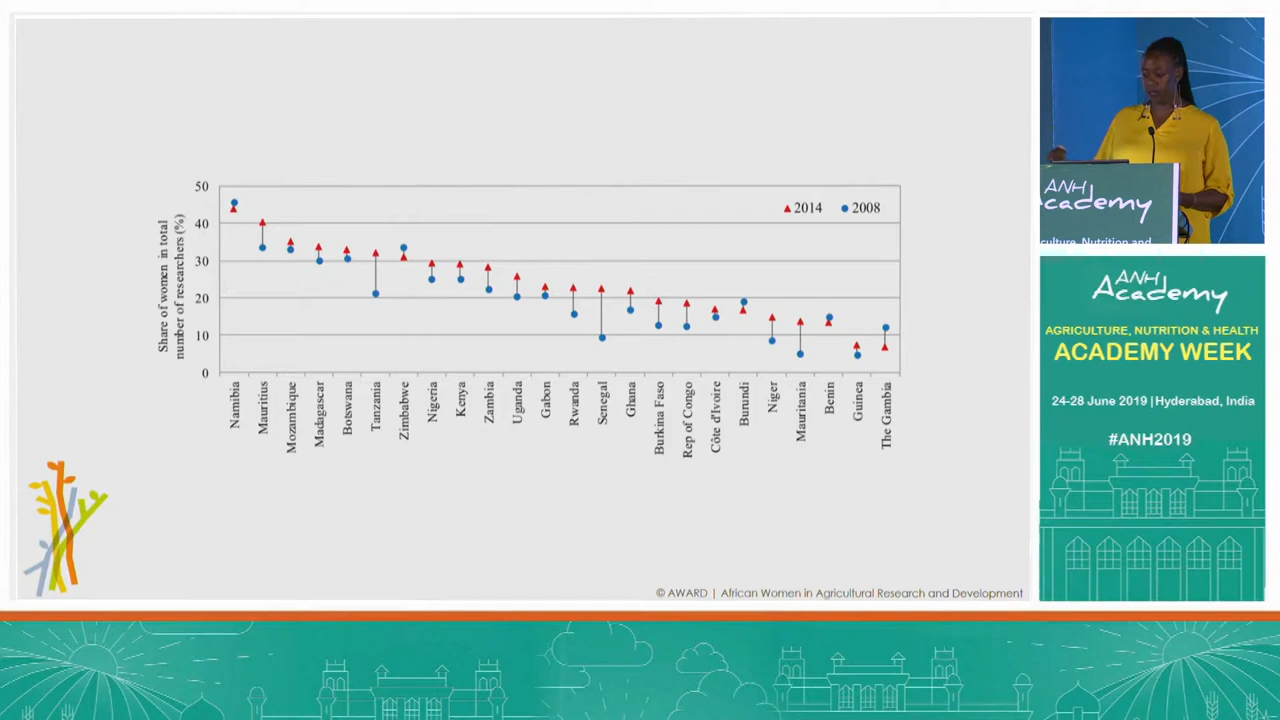 50
40
30
20
10
0
Share of women in total
number of researchers (%)
2014
2008
Namibia
Mauritius
Mozambique
Madagascar
Botswana
Tanzania
Zimbabwe
Nigeria
Kenya
Zambia
Uganda
Gabon
Rwanda
Senegal
Ghana
Burkina Faso
Rep of Congo
Côte d'Ivoire
Burundi
Niger
Mauritania
Benin
Guinea
The Gambia
© AWARD | African Women in Agricultural Research and Development
ANH
Academy
culture, Nutrition and
ANH
Academy
AGRICULTURE, NUTRITION & HEALTH
ACADEMY WEEK
24-28 June 2019 | Hyderabad, India
#ANH2019